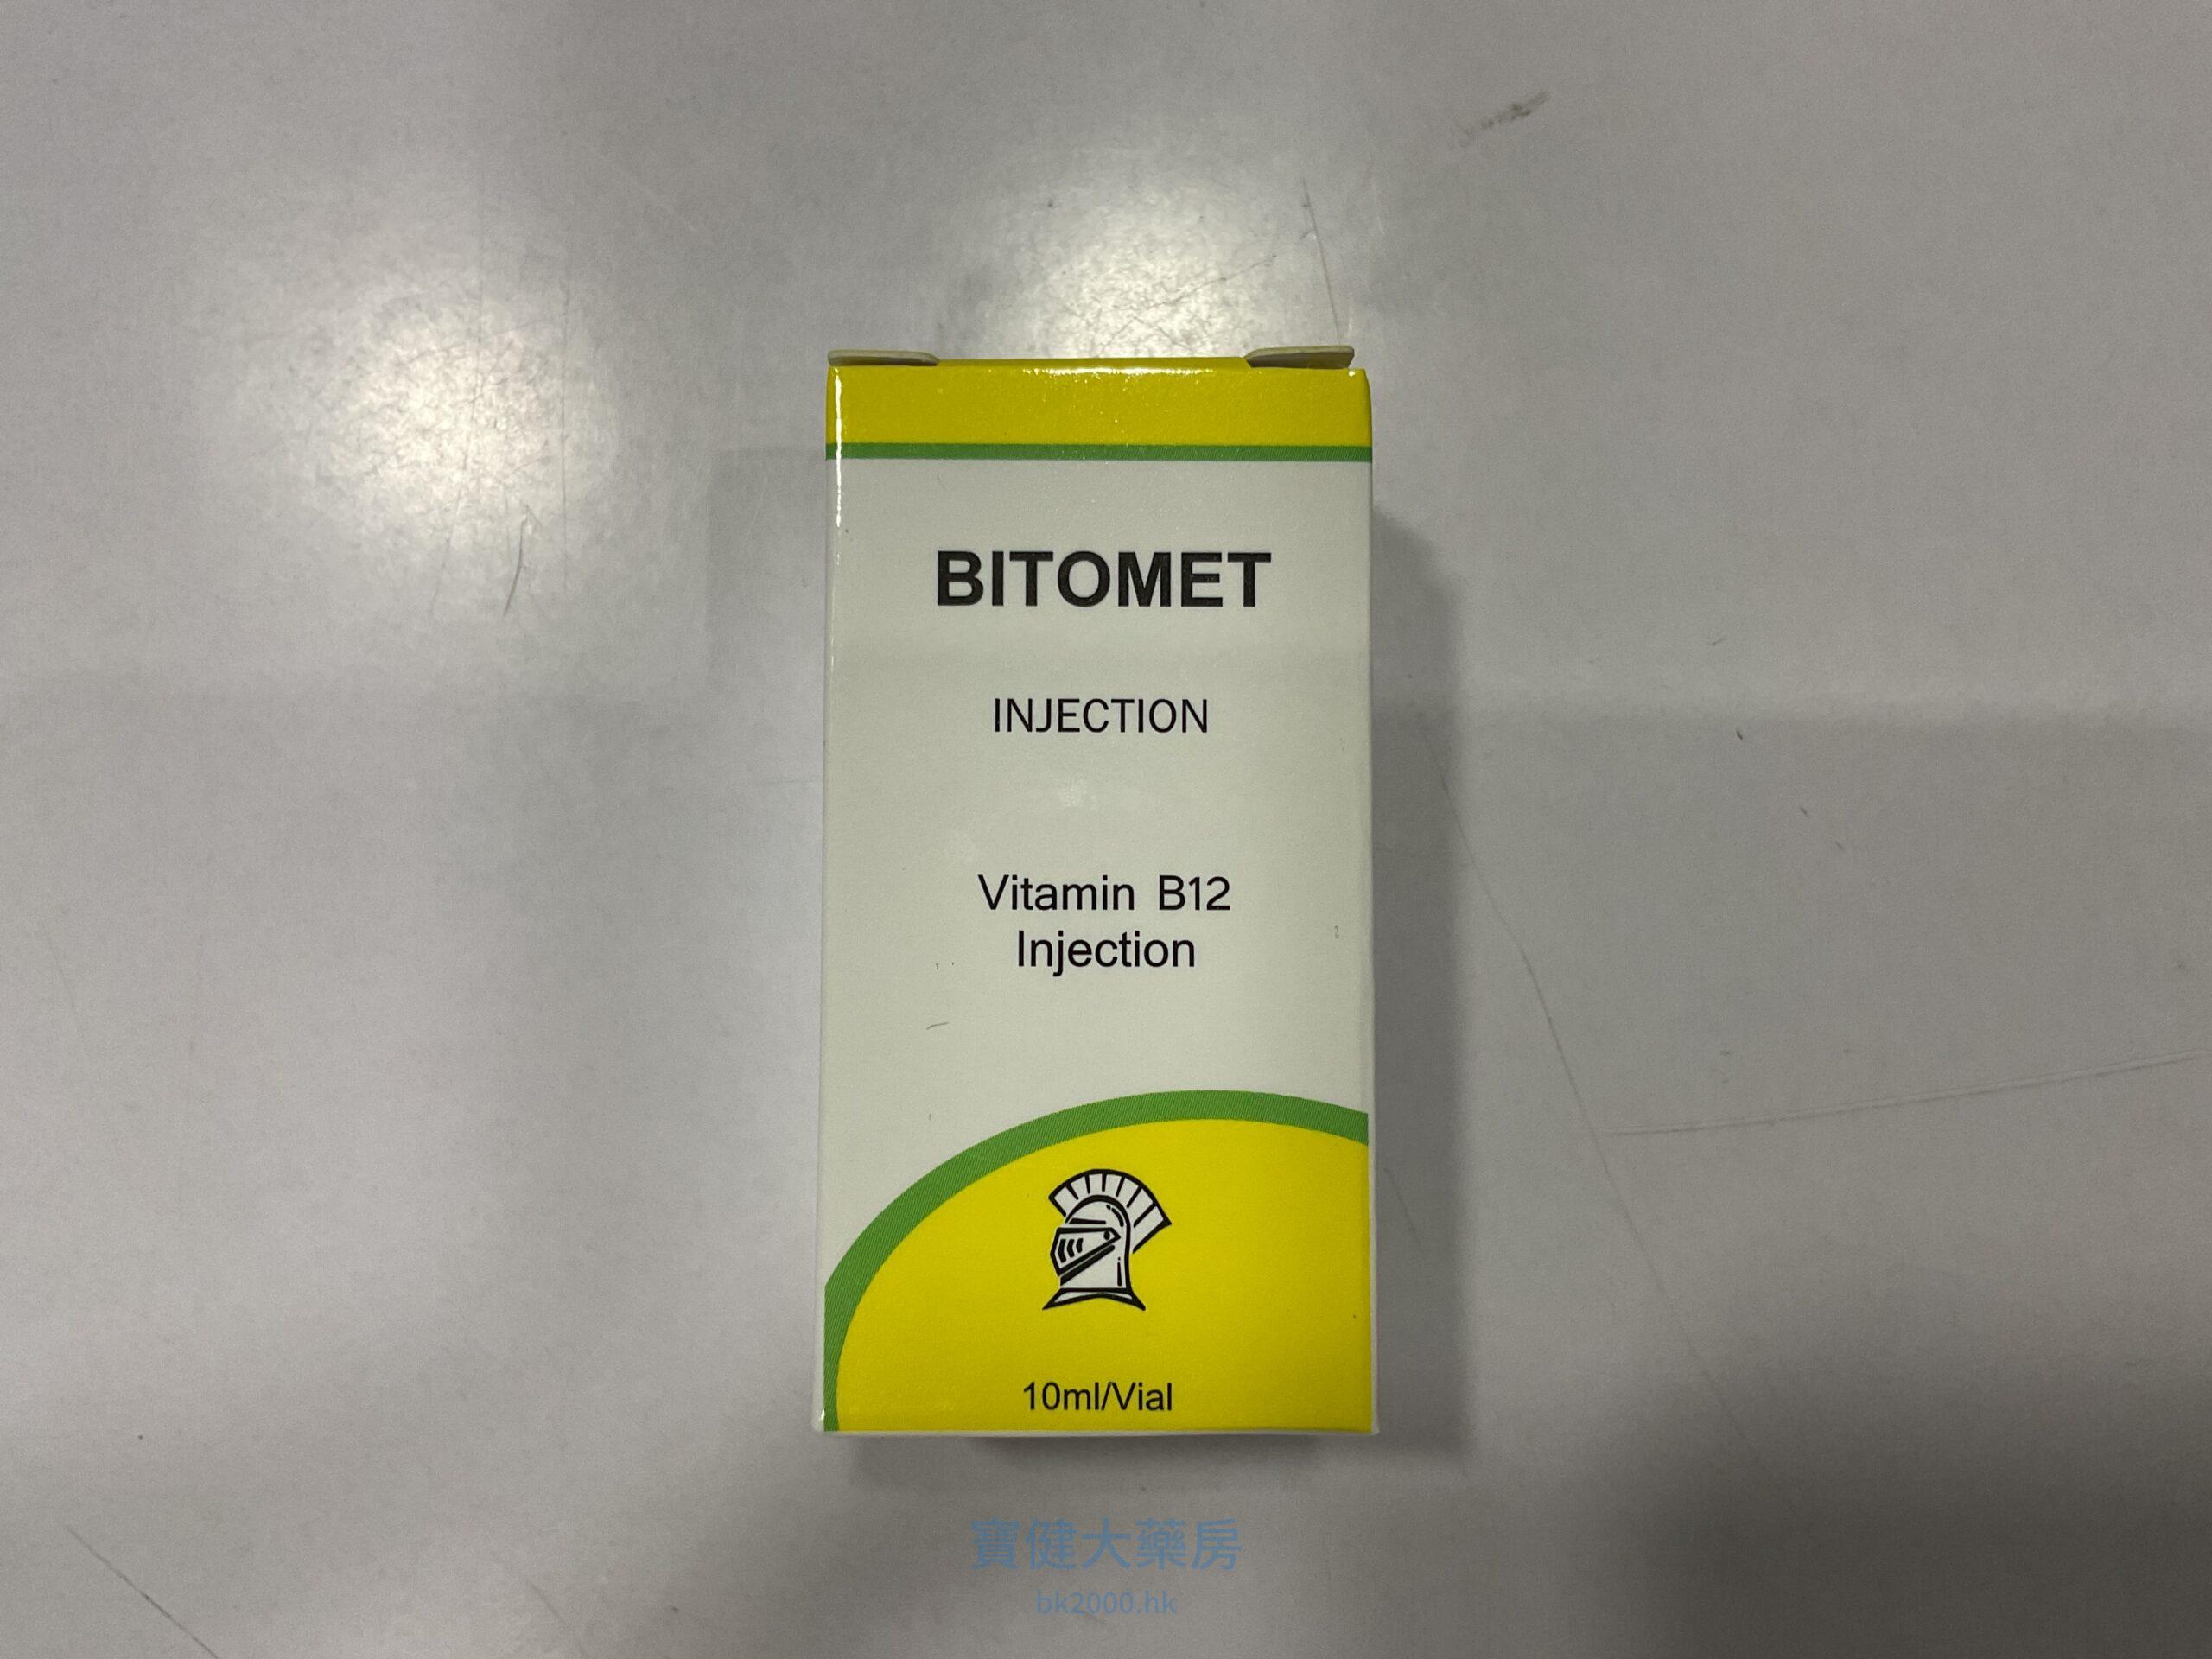 BITOMET
INJECTION
Vitamin B12
Injection
10ml/Vial
寶健大藥房
bk2000.hk